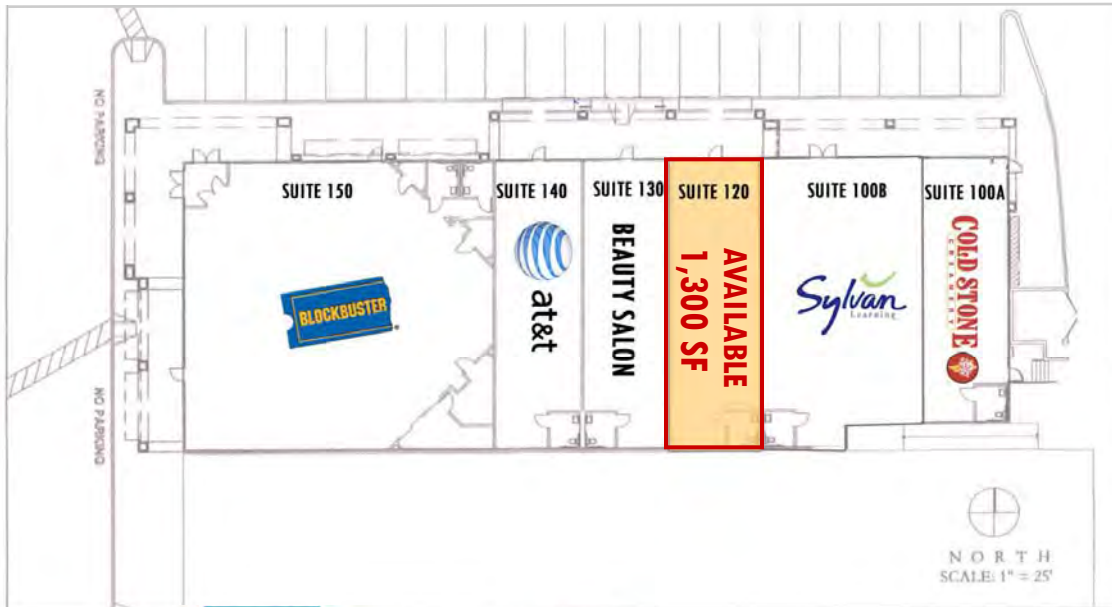 NO PARKING
SUITE 150
SUITE 140
SUITE 130
SUITE 120
SUITE 100B
SUITE 100A
BLOCKBUSTER
at&t
BEAUTY SALON
AVAILABLE
1,300 SF
Sylvan
Learning
COLD STONE
CREAMERY
NO PARKING
NORTH
SCALE: 1" = 25'